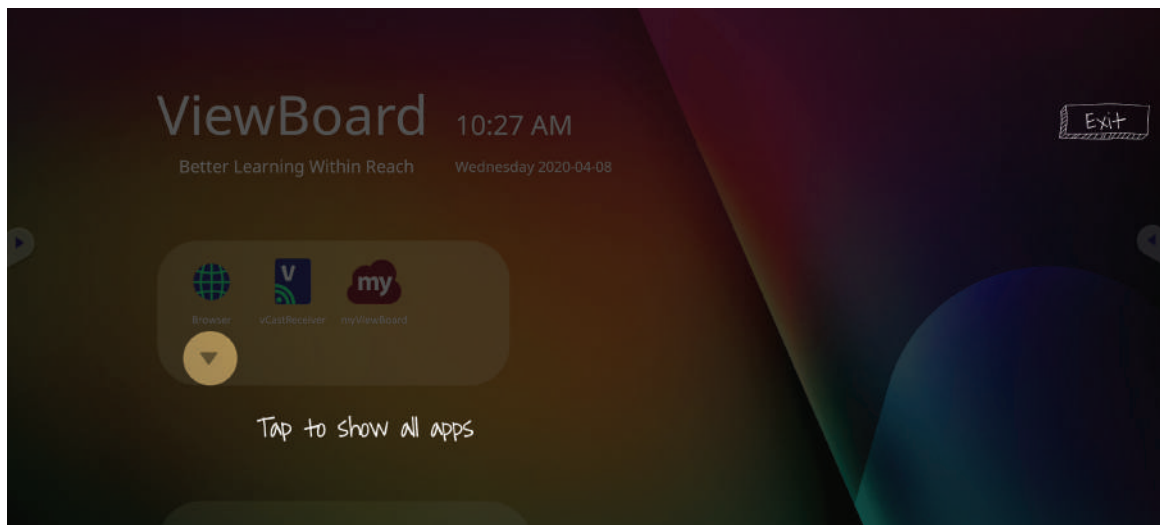 ViewBoard
10:27 AM
Better Learning Within Reach
Wednesday 2020-04-08
Exit
V
my
Browser
vCastReceiver
myViewBoard
Tap to show all apps